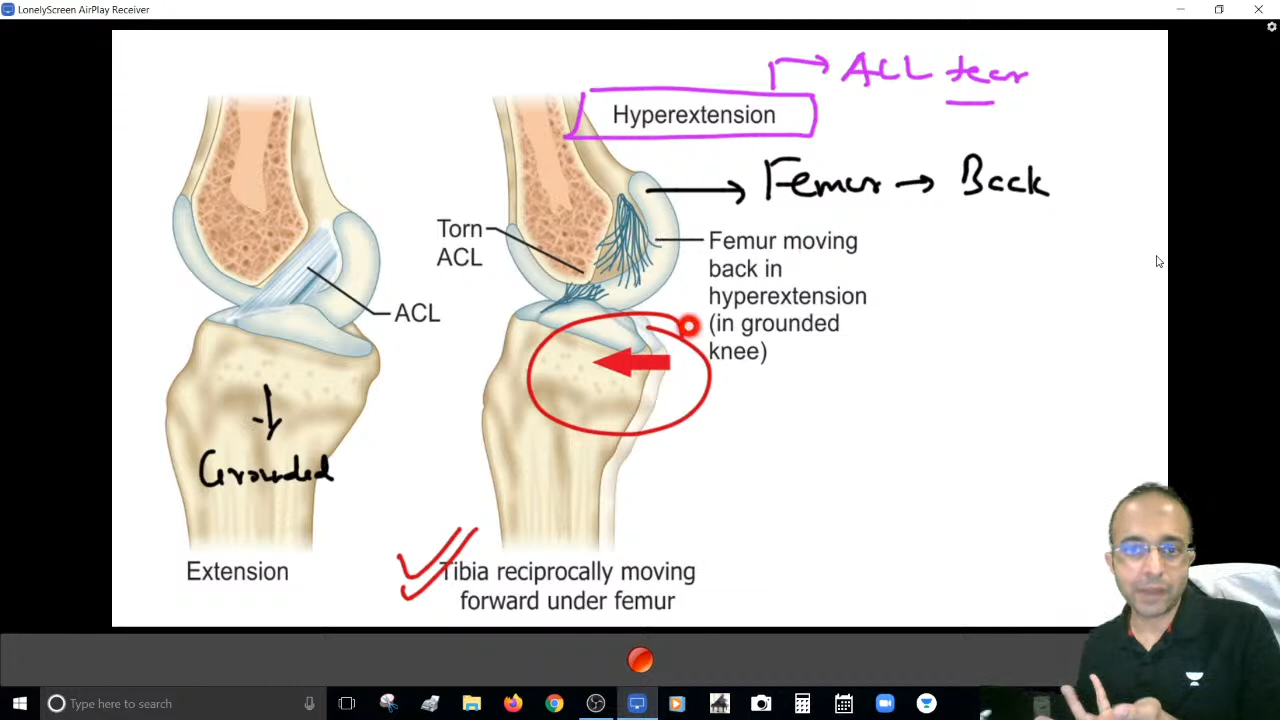 LonelyScreen AirPlay Receiver
ACL tear
Hyperextension
Femur → Back
Torn
ACL
Femur moving
back in
hyperextension
(in grounded
knee)
ACL
Grounded
Extension
Tibia reciprocally moving
forward under femur
Type here to search